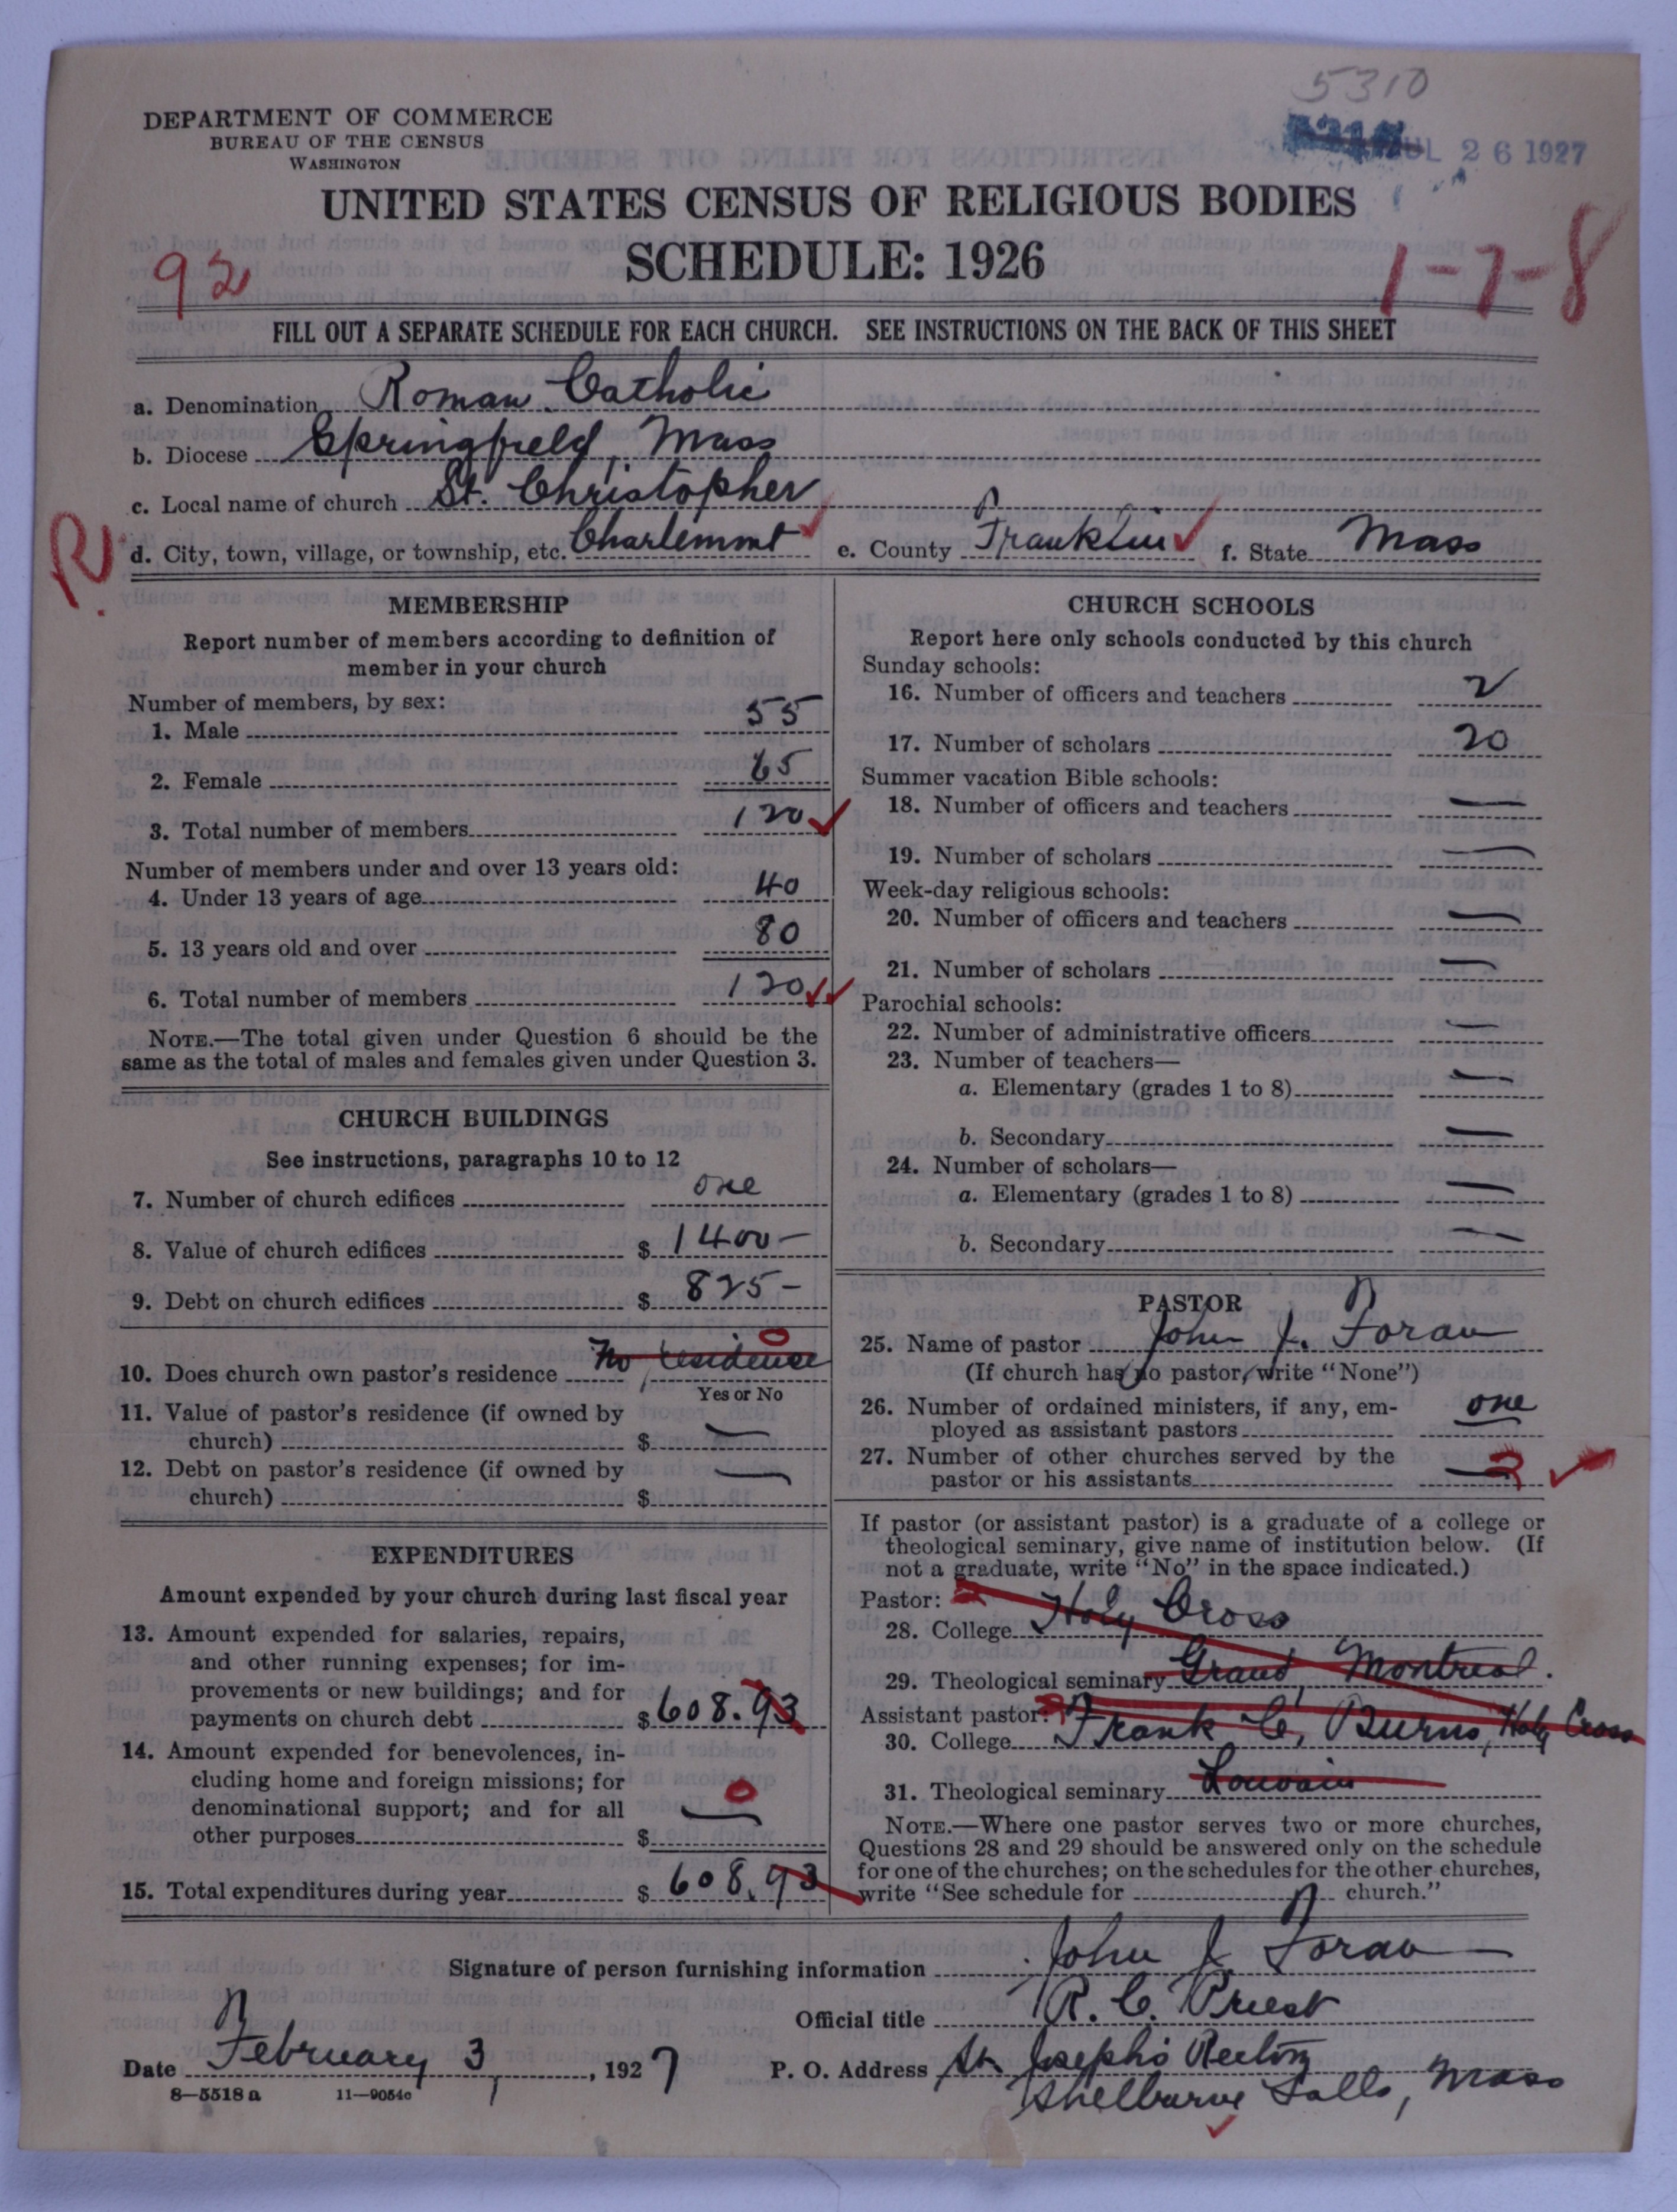 5310
JUL 26 1927
DEPARTMENT OF COMMERCE
BUREAU OF THE CENSUS
WASHINGTON
UNITED STATES CENSUS OF RELIGIOUS BODIES
SCHEDULE: 1926
92
1-7-8
FILL OUT A SEPARATE SCHEDULE FOR EACH CHURCH. SEE INSTRUCTIONS ON THE BACK OF THIS SHEET
a. Denomination Roman Catholic
b. Diocese Springfield, Mass
c. Local name of church St. Christopher
R
d. City, town, village, or township, etc. Charlemont e. County Franklin f. State Mass
MEMBERSHIP
Report number of members according to definition of
member in your church
Number of members, by sex:
1. Male 55
2. Female 65
3. Total number of members 120
Number of members under and over 13 years old:
4. Under 13 years of age 40
5. 13 years old and over 80
6. Total number of members 120
NOTE.—The total given under Question 6 should be the
same as the total of males and females given under Question 3.
CHURCH BUILDINGS
See instructions, paragraphs 10 to 12
7. Number of church edifices one
8. Value of church edifices $ 1400-
9. Debt on church edifices $ 825-
10. Does church own pastor's residence No residence 0
Yes or No
11. Value of pastor's residence (if owned by
church) $ —
12. Debt on pastor's residence (if owned by
church) $ —
EXPENDITURES
Amount expended by your church during last fiscal year
13. Amount expended for salaries, repairs,
and other running expenses; for im-
provements or new buildings; and for
payments on church debt $ 608.93
14. Amount expended for benevolences, in-
cluding home and foreign missions; for
denominational support; and for all
other purposes $ — 0
15. Total expenditures during year $ 608.93
CHURCH SCHOOLS
Report here only schools conducted by this church
Sunday schools:
16. Number of officers and teachers 2
17. Number of scholars 20
Summer vacation Bible schools:
18. Number of officers and teachers —
19. Number of scholars —
Week-day religious schools:
20. Number of officers and teachers —
21. Number of scholars —
Parochial schools:
22. Number of administrative officers —
23. Number of teachers—
a. Elementary (grades 1 to 8) —
b. Secondary —
24. Number of scholars—
a. Elementary (grades 1 to 8) —
b. Secondary —
PASTOR
25. Name of pastor John J. Foran
(If church has no pastor, write "None")
26. Number of ordained ministers, if any, em-
ployed as assistant pastors one
27. Number of other churches served by the
pastor or his assistants —
If pastor (or assistant pastor) is a graduate of a college or
theological seminary, give name of institution below. (If
not a graduate, write "No" in the space indicated.)
Pastor:
28. College Holy Cross
29. Theological seminary Grand, Montreal.
Assistant pastor:
30. College Frank C. Burns, Holy Cross
31. Theological seminary Louvain
NOTE.—Where one pastor serves two or more churches,
Questions 28 and 29 should be answered only on the schedule
for one of the churches; on the schedules for the other churches,
write "See schedule for church."
Signature of person furnishing information John J. Foran
Official title R. C. Priest
Date February 3, 1927 P. O. Address St. Joseph's Rectory
Shelburne Falls, Mass
8-5518 a 11-9054c